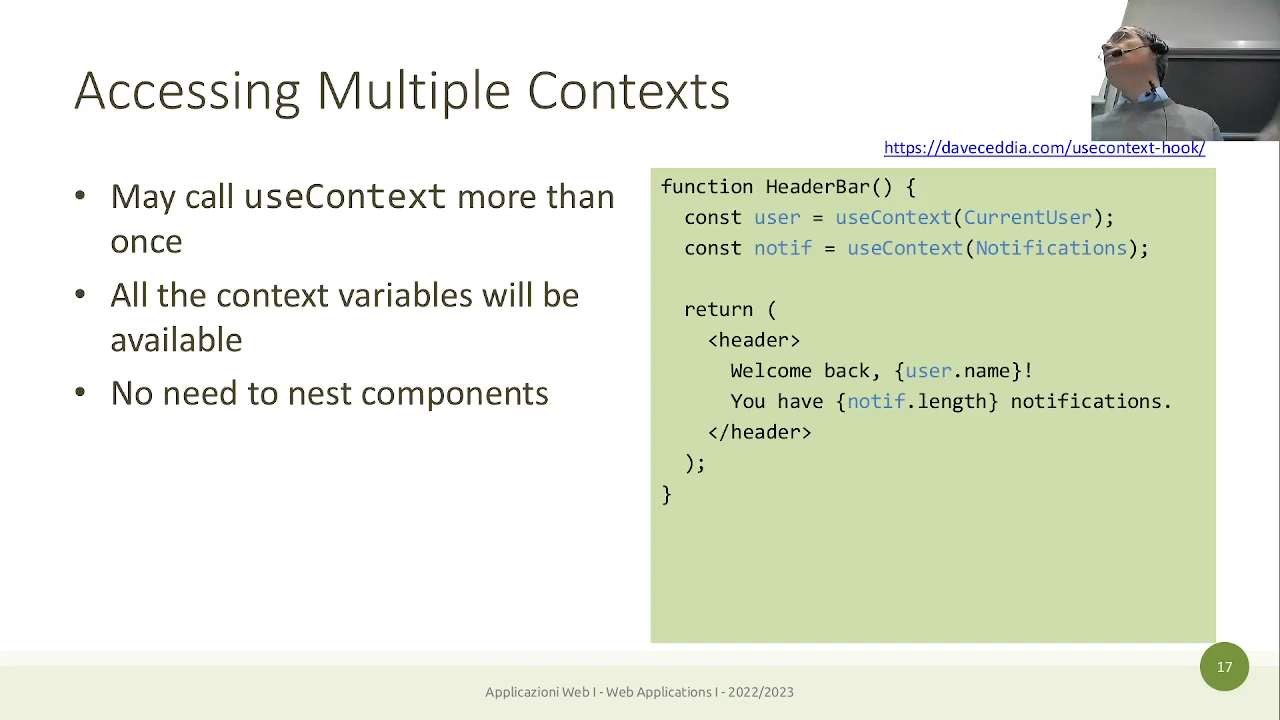 Accessing Multiple Contexts
https://daveceddia.com/usecontext-hook/
• May call useContext more than
once
• All the context variables will be
available
• No need to nest components
function HeaderBar() {
  const user = useContext(CurrentUser);
  const notif = useContext(Notifications);
  return (
    <header>
      Welcome back, {user.name}!
      You have {notif.length} notifications.
    </header>
  );
}
Applicazioni Web I - Web Applications I - 2022/2023
17